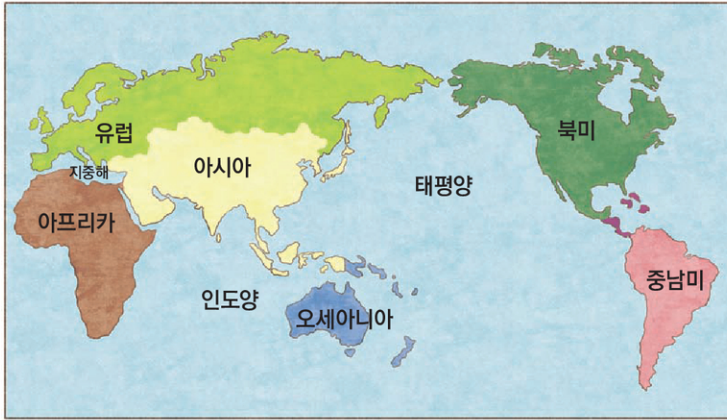 유럽
북미
아시아
지중해
태평양
아프리카
중남미
인도양
오세아니아